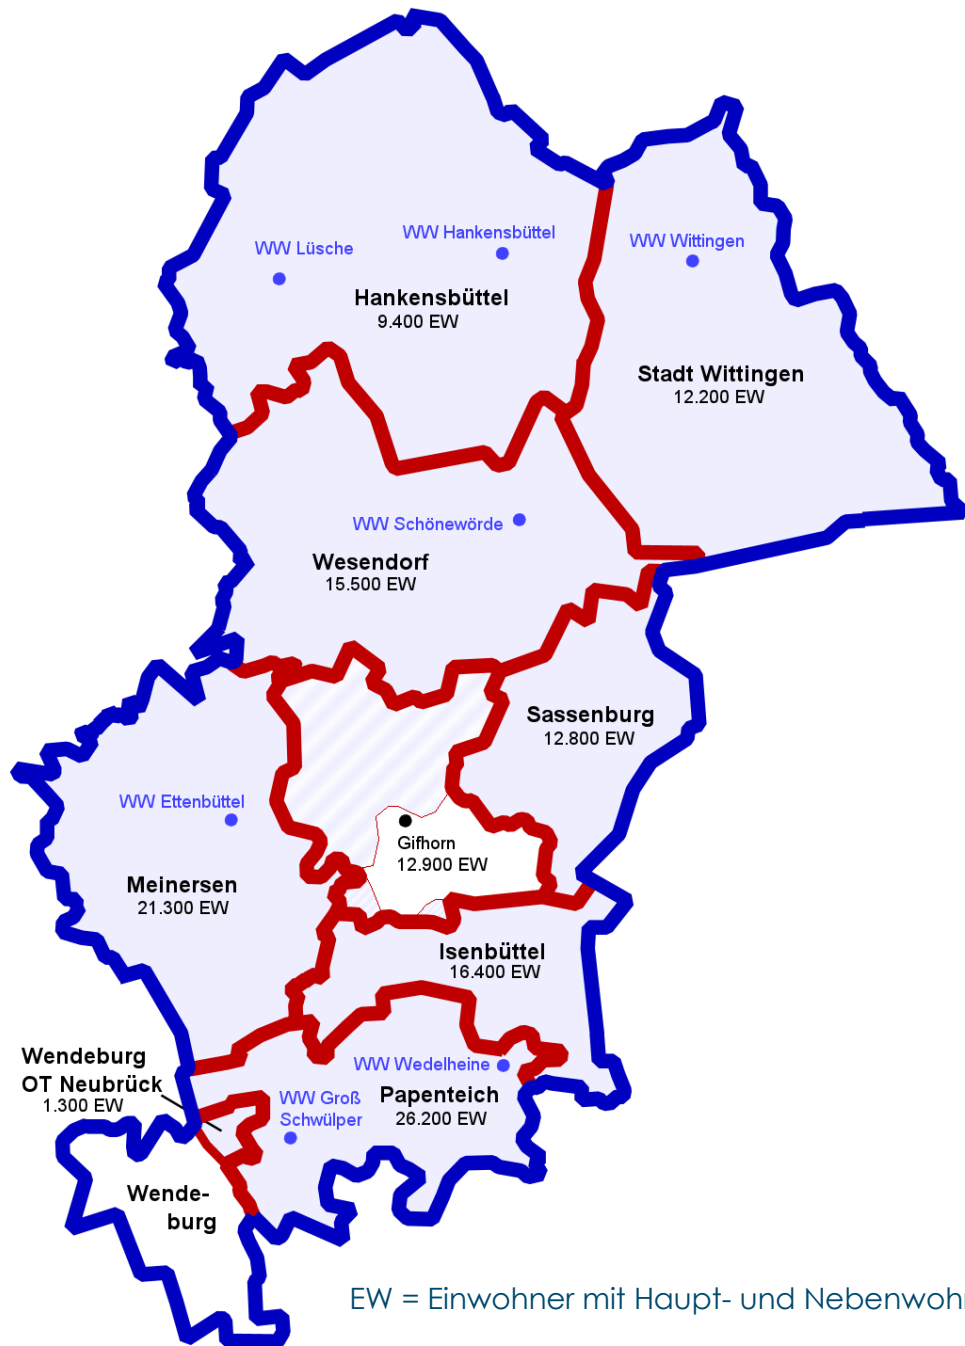 WW Lüsche
WW Hankensbüttel
Hankensbüttel
9.400 EW
WW Wittingen
Stadt Wittingen
12.200 EW
WW Schönewörde
Wesendorf
15.500 EW
Sassenburg
12.800 EW
WW Ettenbüttel
Meinersen
21.300 EW
Gifhorn
12.900 EW
Isenbüttel
16.400 EW
Wendeburg
OT Neubrück
1.300 EW
WW Wedelheine
Papenteich
26.200 EW
WW Groß
Schwülper
Wende-
burg
EW = Einwohner mit Haupt- und